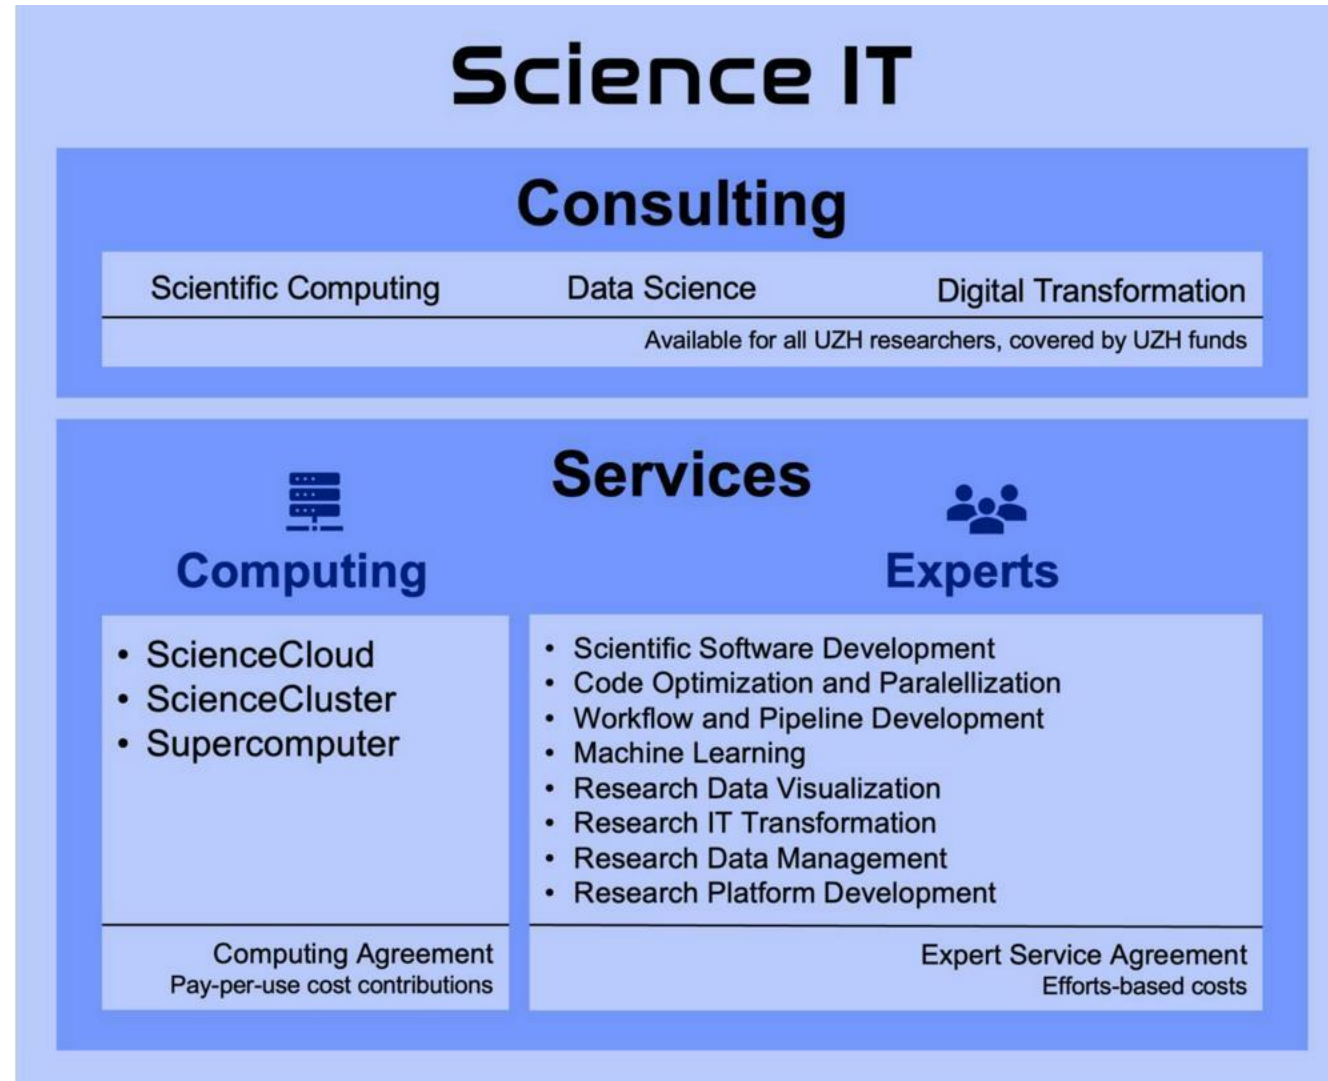 Science IT
Consulting
Scientific Computing Data Science Digital Transformation
Available for all UZH researchers, covered by UZH funds
Services
Computing
• ScienceCloud
• ScienceCluster
• Supercomputer
Computing Agreement
Pay-per-use cost contributions
Experts
• Scientific Software Development
• Code Optimization and Paralellization
• Workflow and Pipeline Development
• Machine Learning
• Research Data Visualization
• Research IT Transformation
• Research Data Management
• Research Platform Development
Expert Service Agreement
Efforts-based costs